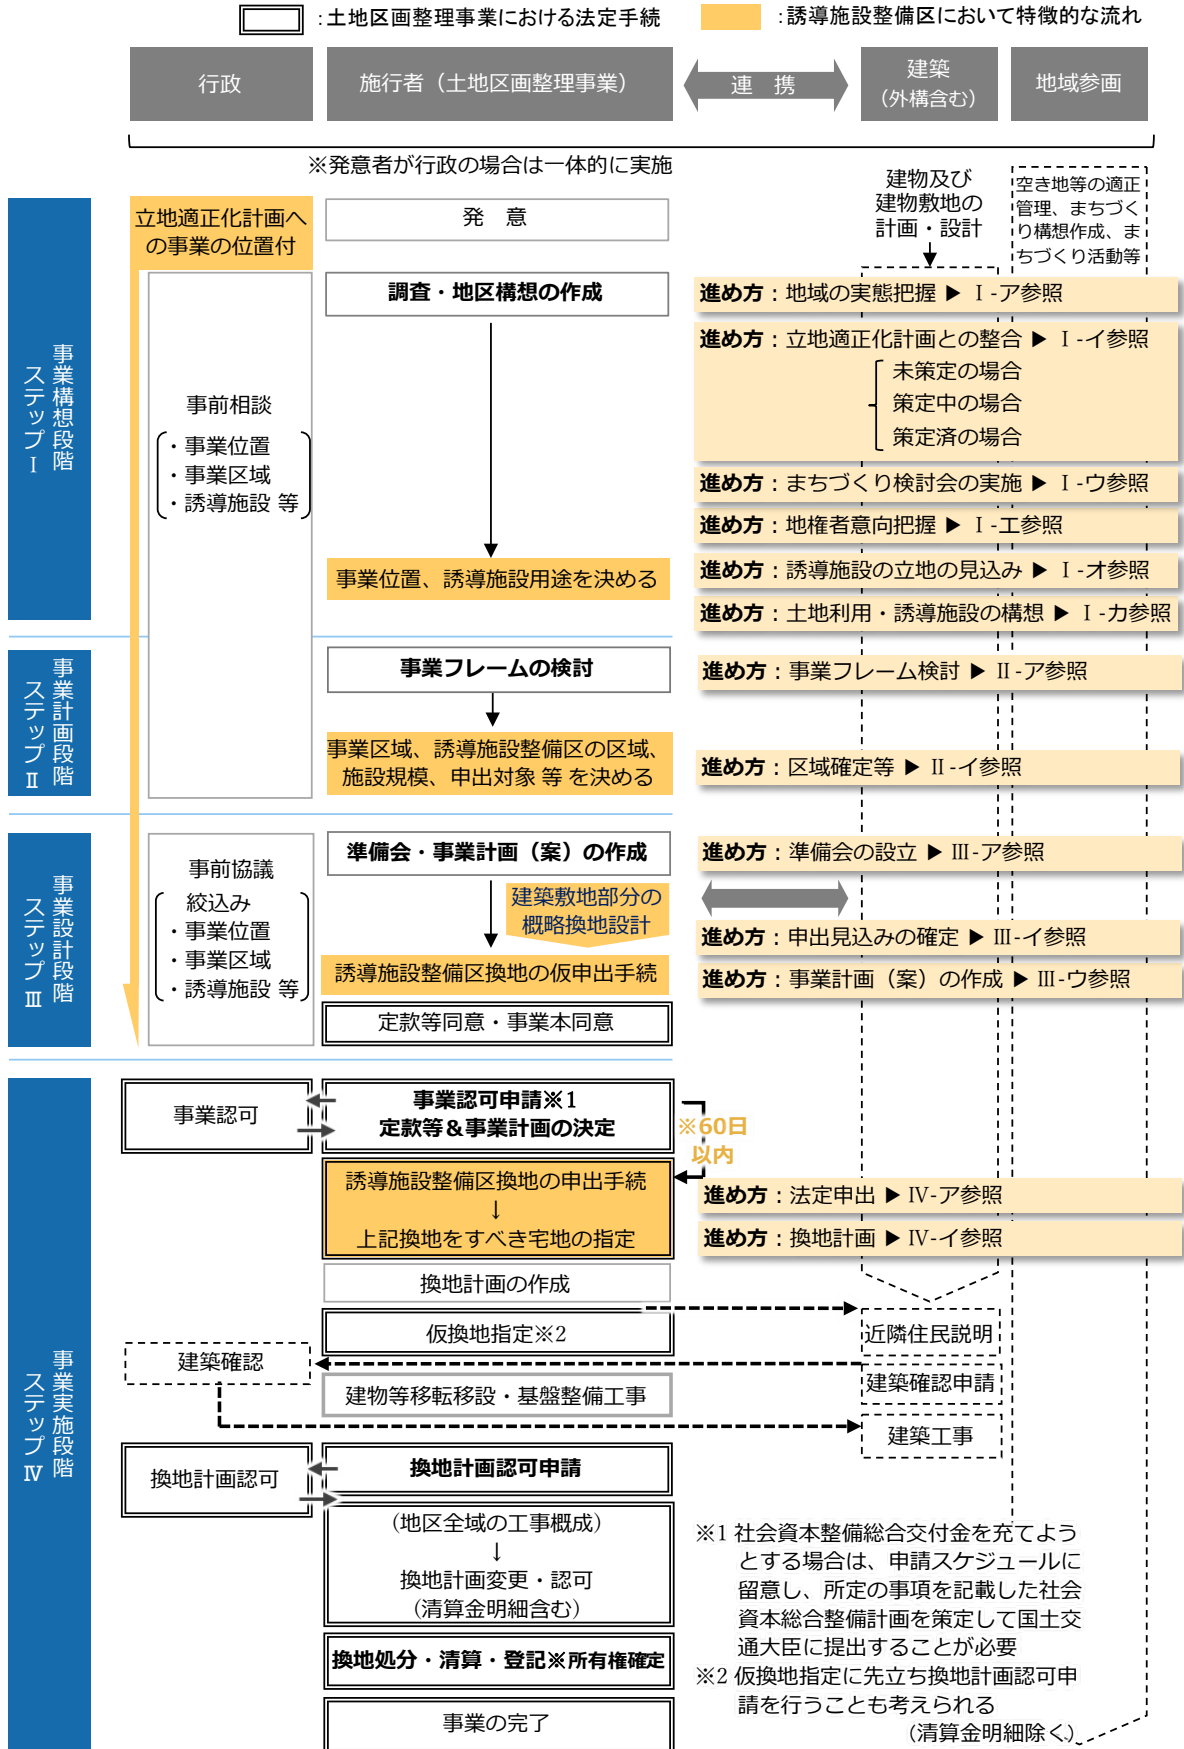 ：土地区画整理事業における法定手続
：誘導施設整備区において特徴的な流れ
行政
施行者（土地区画整理事業）
連 携
建築
（外構含む）
地域参画
※発意者が行政の場合は一体的に実施
建物及び
建物敷地の
計画・設計
空き地等の適正
管理、まちづく
り構想作成、ま
ちづくり活動等
事業構想段階
ステップⅠ
立地適正化計画へ
の事業の位置付
発 意
調査・地区構想の作成
進め方：地域の実態把握 ▶ Ⅰ-ア参照
進め方：立地適正化計画との整合 ▶ Ⅰ-イ参照
未策定の場合
策定中の場合
策定済の場合
事前相談
・事業位置
・事業区域
・誘導施設 等
進め方：まちづくり検討会の実施 ▶ Ⅰ-ウ参照
進め方：地権者意向把握 ▶ Ⅰ-エ参照
事業位置、誘導施設用途を決める
進め方：誘導施設の立地の見込み ▶ Ⅰ-オ参照
進め方：土地利用・誘導施設の構想 ▶ Ⅰ-カ参照
事業計画段階
ステップⅡ
事業フレームの検討
進め方：事業フレーム検討 ▶ Ⅱ-ア参照
事業区域、誘導施設整備区の区域、
施設規模、申出対象 等 を決める
進め方：区域確定等 ▶ Ⅱ-イ参照
事業設計段階
ステップⅢ
事前協議
絞込み
・事業位置
・事業区域
・誘導施設 等
準備会・事業計画（案）の作成
進め方：準備会の設立 ▶ Ⅲ-ア参照
建築敷地部分の
概略換地設計
進め方：申出見込みの確定 ▶ Ⅲ-イ参照
誘導施設整備区換地の仮申出手続
進め方：事業計画（案）の作成 ▶ Ⅲ-ウ参照
定款等同意・事業本同意
事業実施段階
ステップⅣ
事業認可
事業認可申請※1
定款等＆事業計画の決定
※60日
以内
誘導施設整備区換地の申出手続
↓
上記換地をすべき宅地の指定
進め方：法定申出 ▶ Ⅳ-ア参照
進め方：換地計画 ▶ Ⅳ-イ参照
換地計画の作成
仮換地指定※2
近隣住民説明
建築確認
建築確認申請
建物等移転移設・基盤整備工事
建築工事
換地計画認可
換地計画認可申請
(地区全域の工事概成)
↓
換地計画変更・認可
(清算金明細含む)
換地処分・清算・登記※所有権確定
事業の完了
※1 社会資本整備総合交付金を充てよう
とする場合は、申請スケジュールに
留意し、所定の事項を記載した社会
資本総合整備計画を策定して国土交
通大臣に提出することが必要
※2 仮換地指定に先立ち換地計画認可申
請を行うことも考えられる
(清算金明細除く)